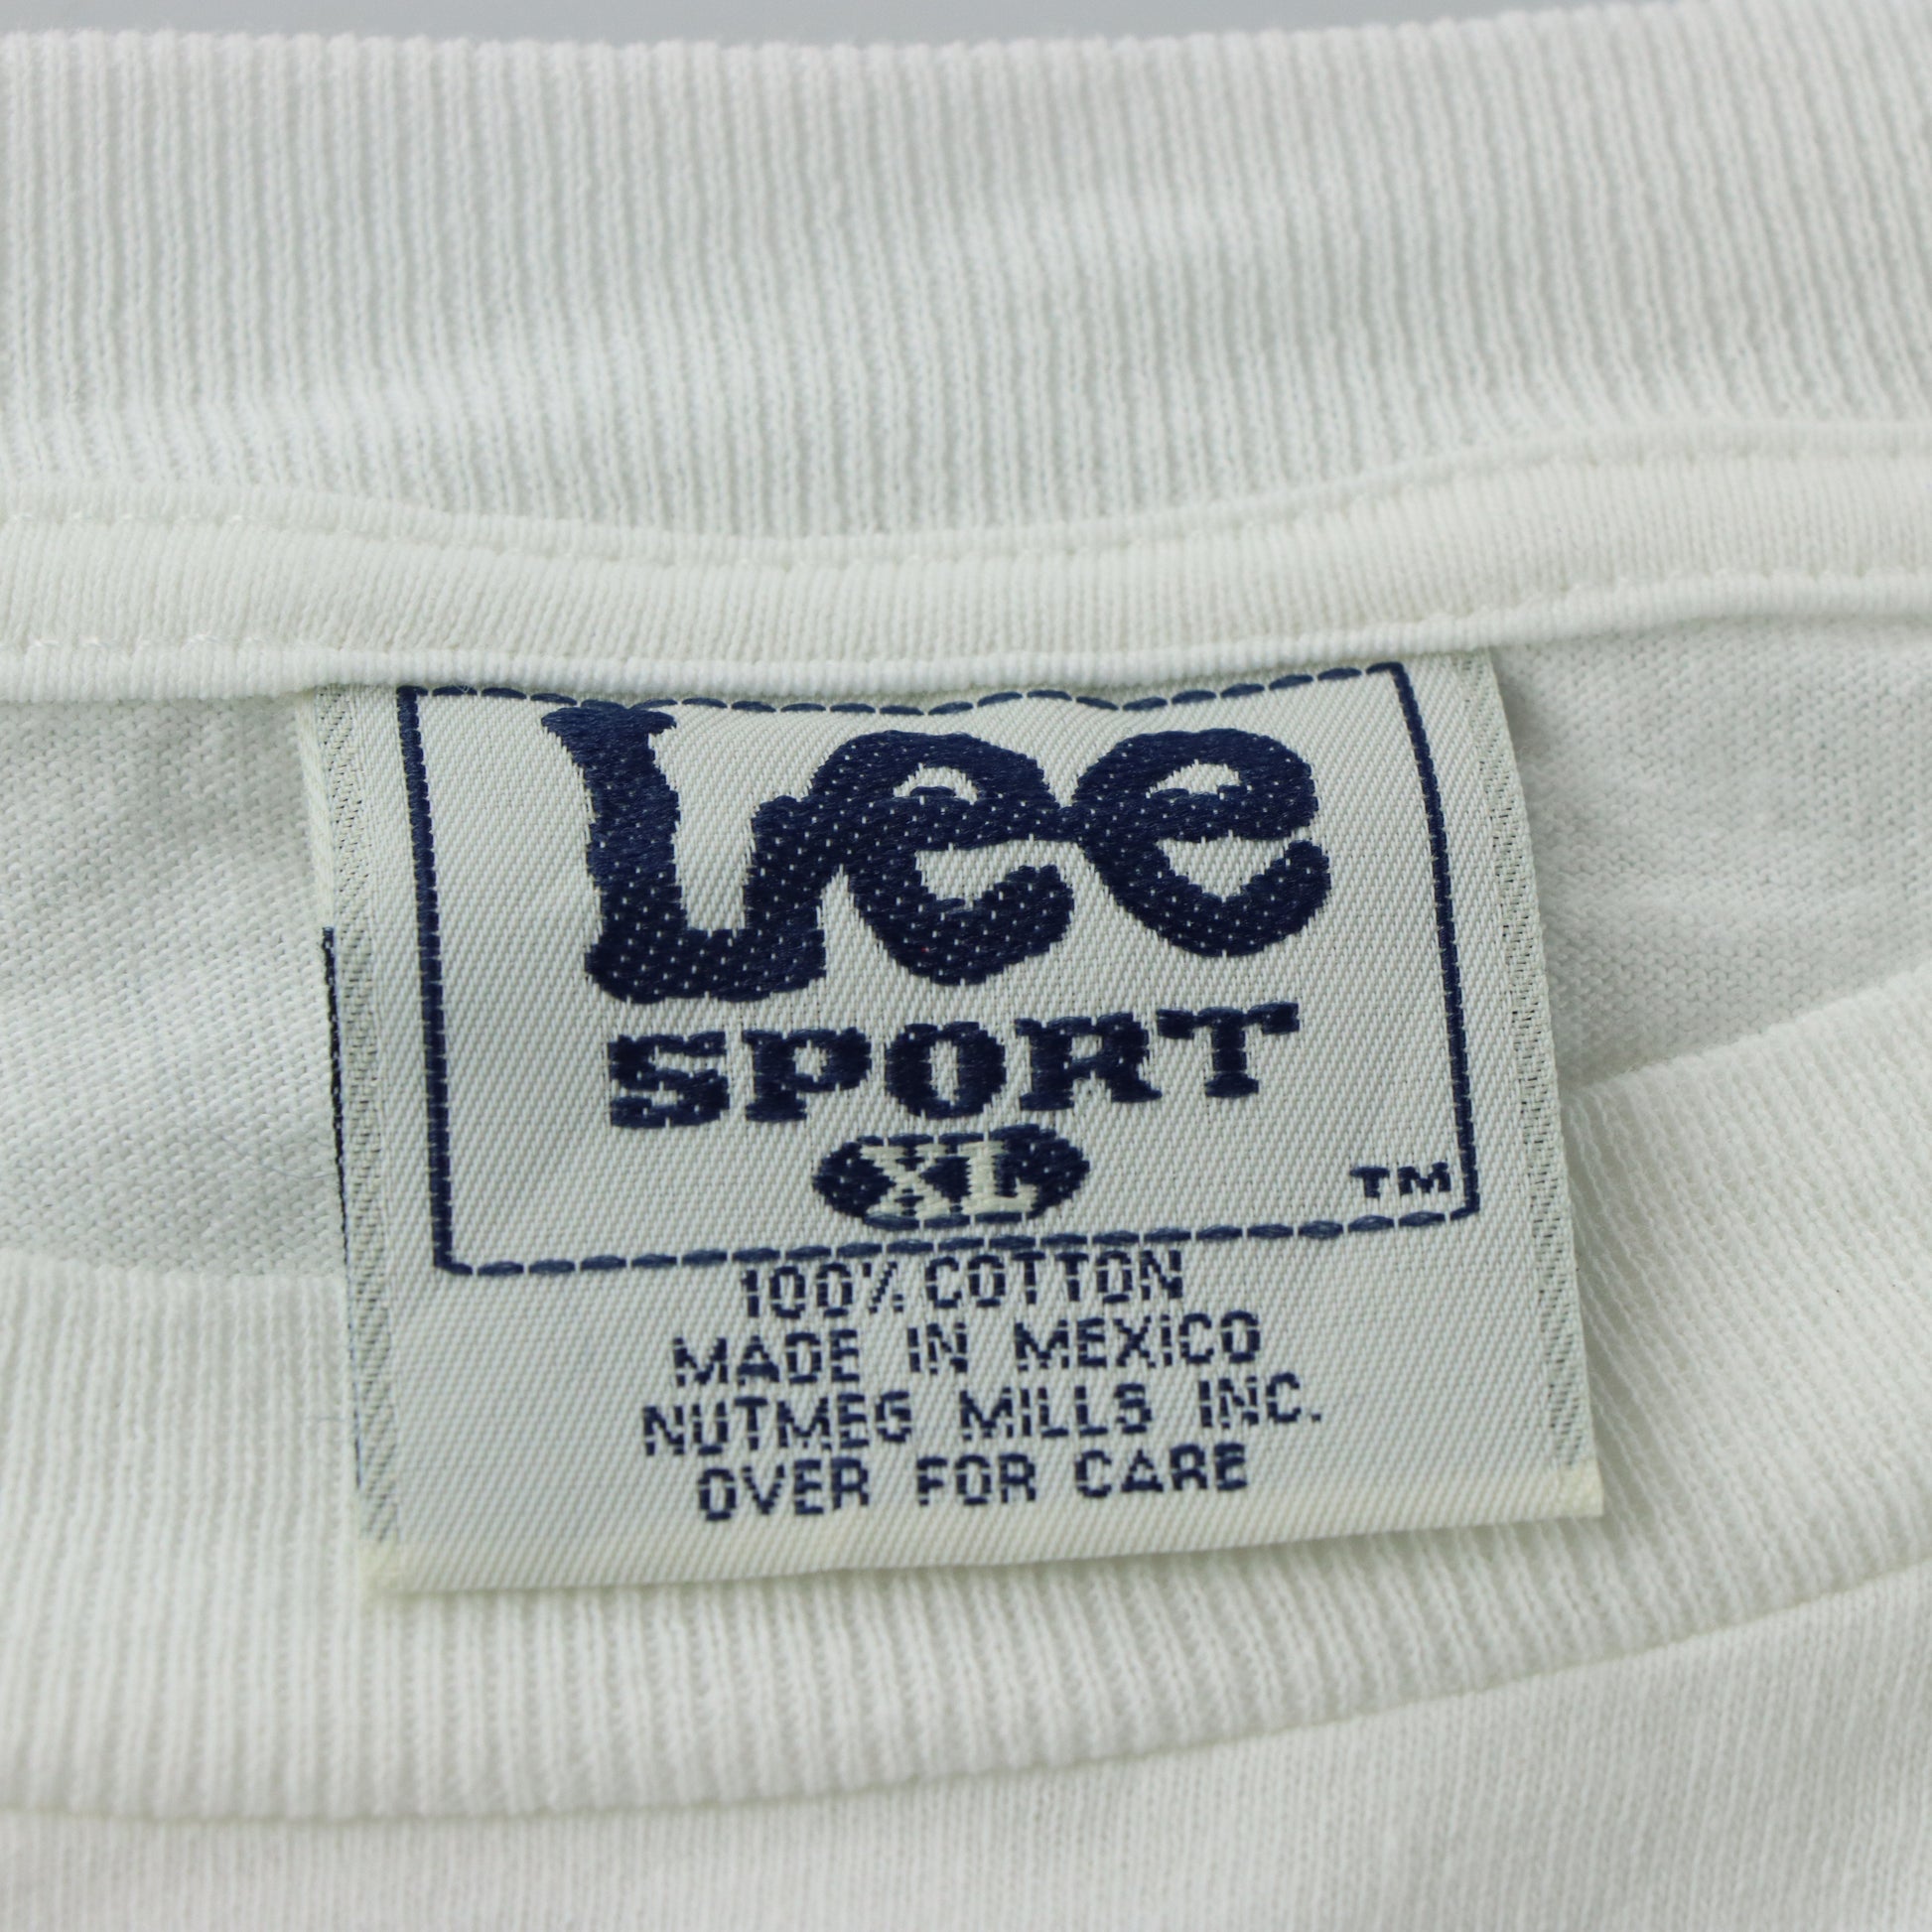 Lee
SPORT
XL
TM
100% COTTON
MADE IN MEXICO
NUTMEG MILLS INC.
OVER FOR CARE